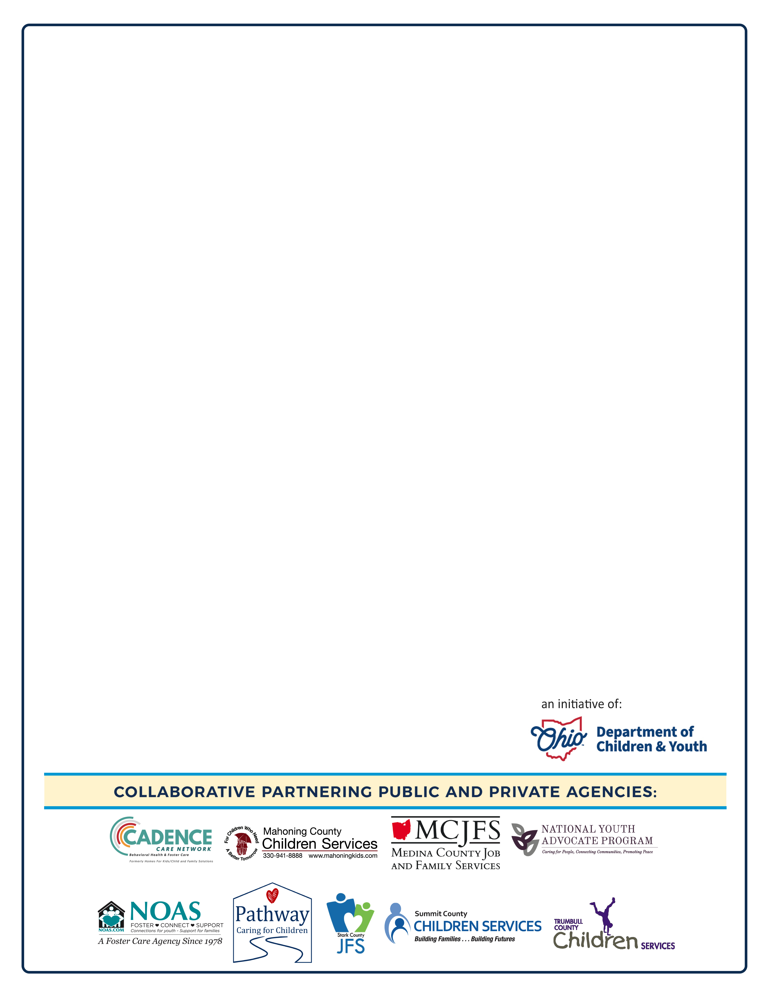 an initiative of:
Ohio
Department of
Children & Youth
COLLABORATIVE PARTNERING PUBLIC AND PRIVATE AGENCIES:
CADENCE
CARE NETWORK
Behavioral Health & Foster Care
Formerly Homes For Kids/Child and Family Solutions
For Children Who Need
A Better Tomorrow
Mahoning County
Children Services
330-941-8888 www.mahoningkids.com
MCJFS
MEDINA COUNTY JOB
AND FAMILY SERVICES
NATIONAL YOUTH
ADVOCATE PROGRAM
Caring for People, Connecting Communities, Promoting Peace
NOAS.COM
NOAS
FOSTER ♥ CONNECT ♥ SUPPORT
Connections for youth - Support for families
A Foster Care Agency Since 1978
Pathway
Caring for Children
Stark County
JFS
Summit County
CHILDREN SERVICES
Building Families . . . Building Futures
TRUMBULL
COUNTY
Children SERVICES